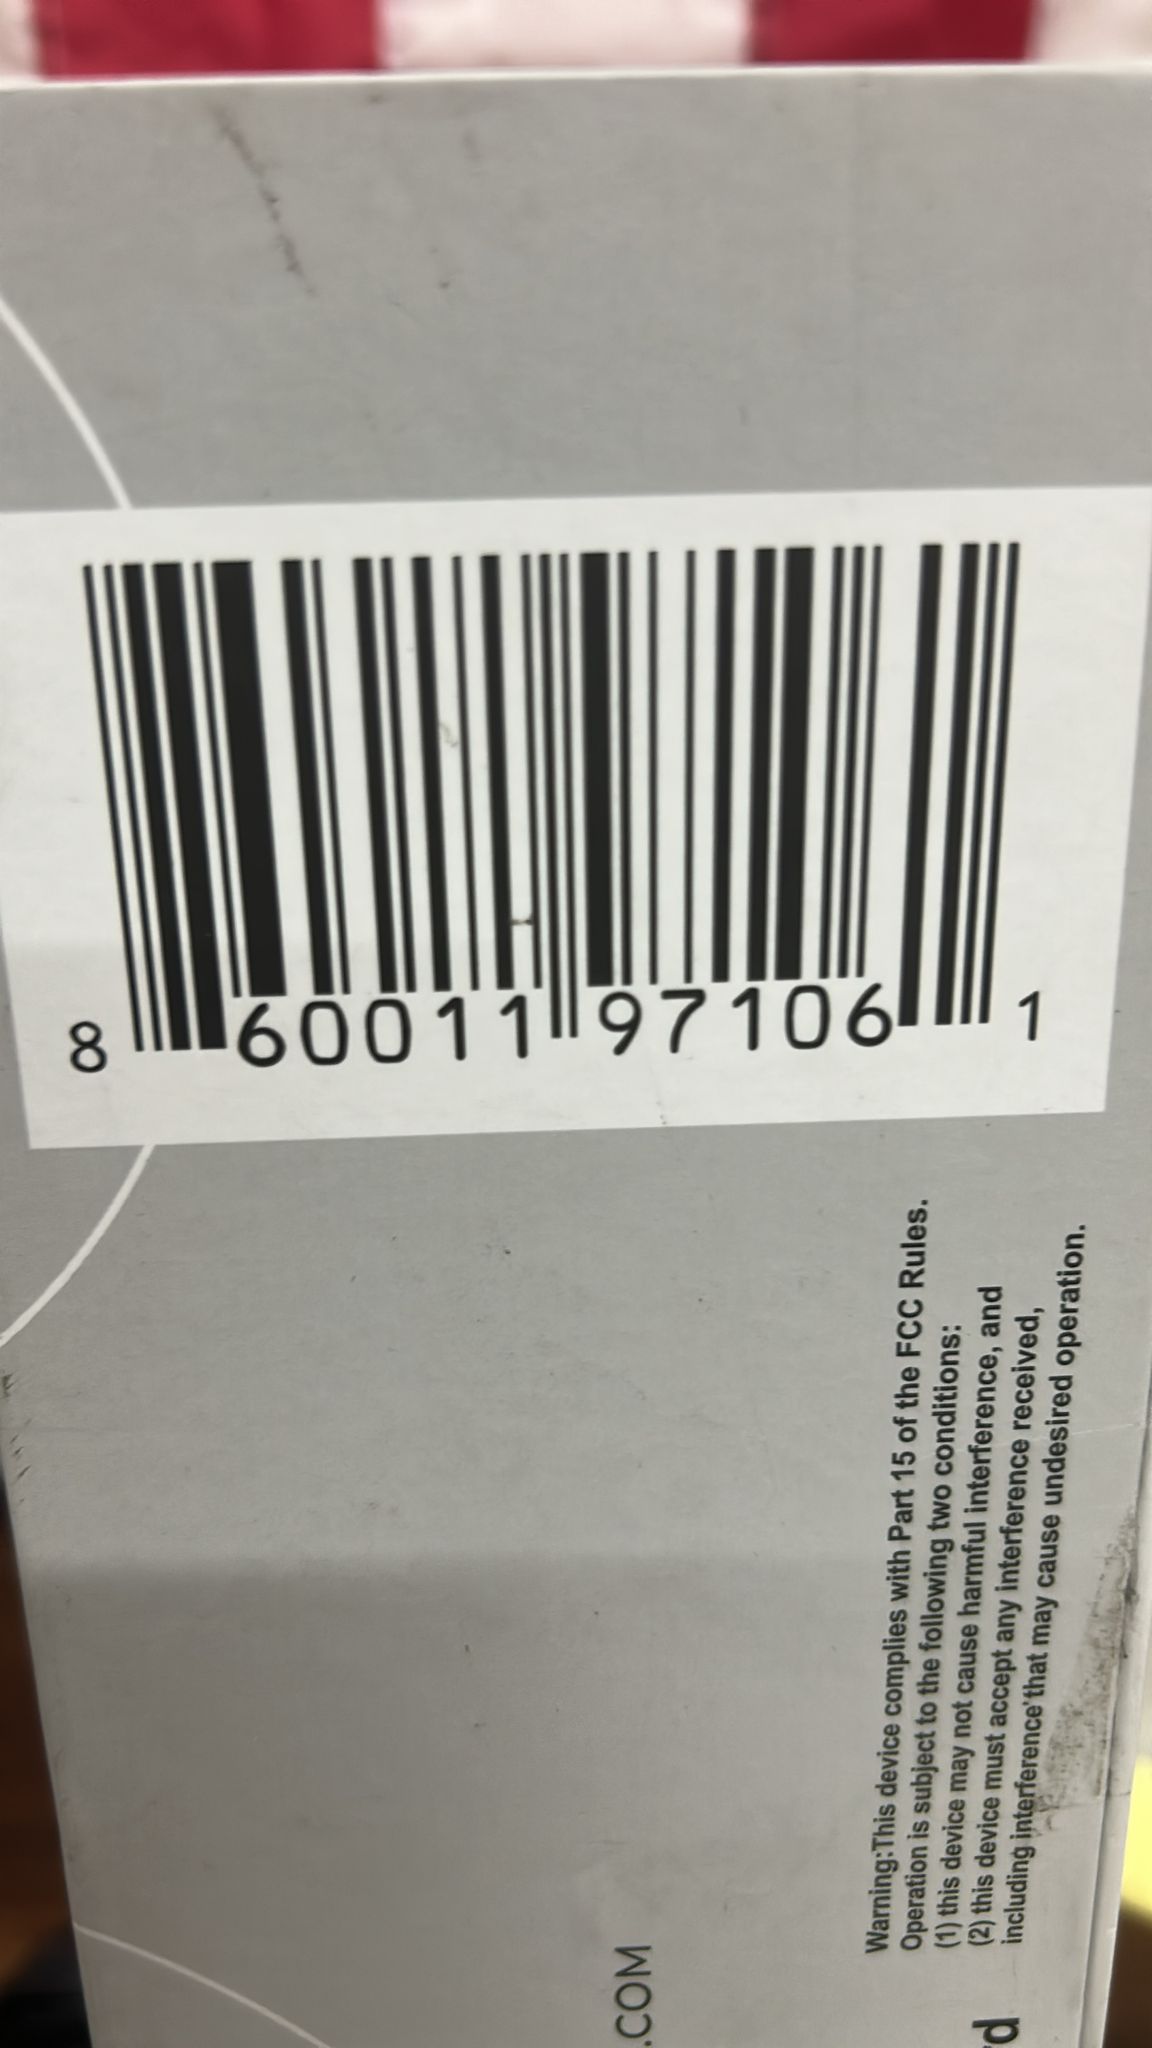 8 60011 97106 1
Warning:This device complies with Part 15 of the FCC Rules.
Operation is subject to the following two conditions:
(1) this device may not cause harmful interference, and
(2) this device must accept any interference received,
including interference that may cause undesired operation.
.COM